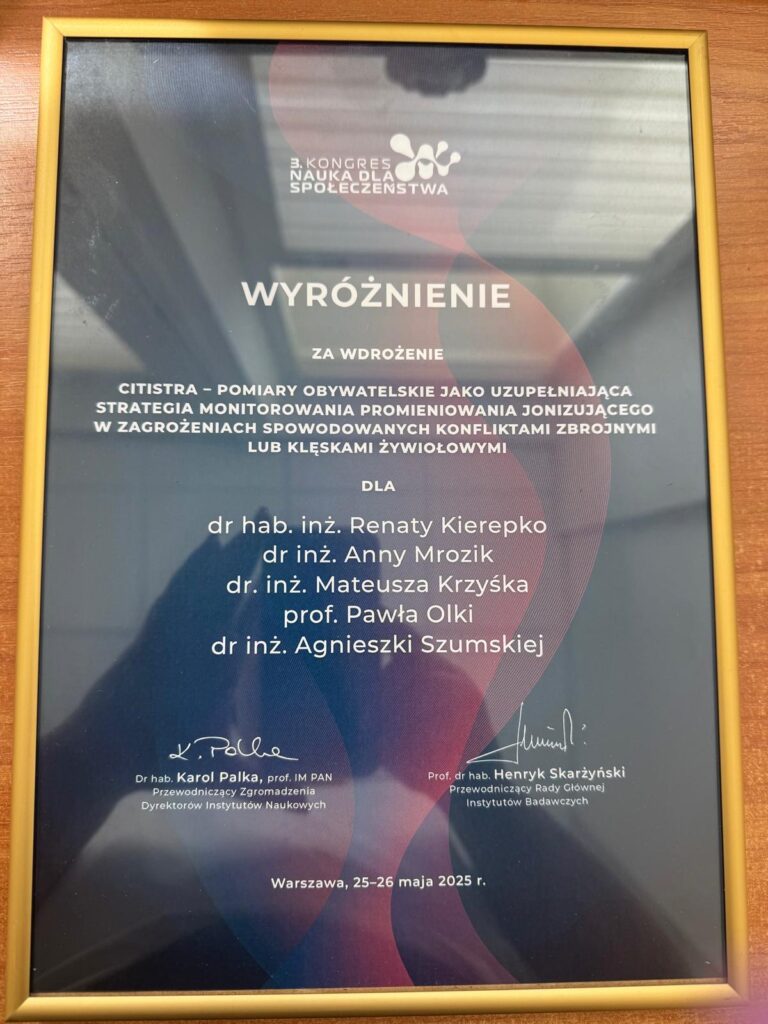 3. KONGRES
NAUKA DLA
SPOŁECZEŃSTWA
WYRÓŻNIENIE
ZA WDROŻENIE
CITISTRA – POMIARY OBYWATELSKIE JAKO UZUPEŁNIAJĄCA
STRATEGIA MONITOROWANIA PROMIENIOWANIA JONIZUJĄCEGO
W ZAGROŻENIACH SPOWODOWANYCH KONFLIKTAMI ZBROJNYMI
LUB KLĘSKAMI ŻYWIOŁOWYMI
DLA
dr hab. inż. Renaty Kierepko
dr inż. Anny Mrozik
dr. inż. Mateusza Krzyśka
prof. Pawła Olki
dr inż. Agnieszki Szumskiej
K. Palka
Dr hab. Karol Palka, prof. IM PAN
Przewodniczący Zgromadzenia
Dyrektorów Instytutów Naukowych
Prof. dr hab. Henryk Skarżyński
Przewodniczący Rady Głównej
Instytutów Badawczych
Warszawa, 25–26 maja 2025 r.